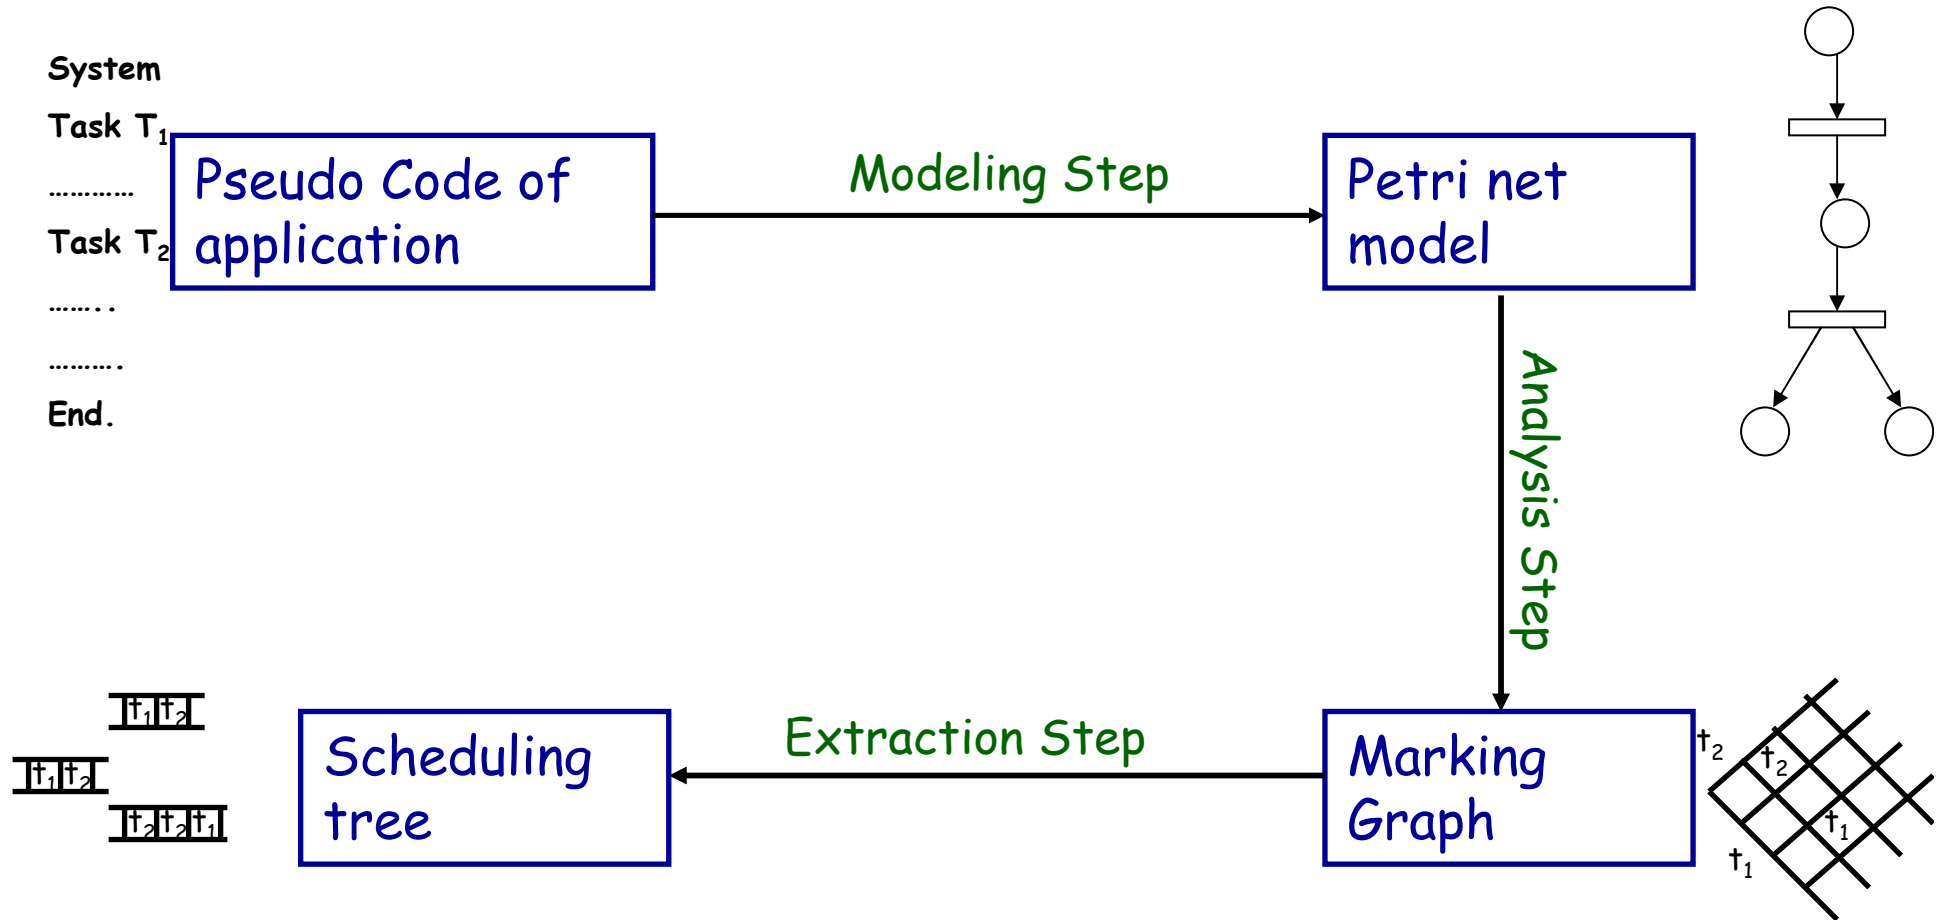 System
Task T₁
............
Task T₂
........
..........
End.
Pseudo Code of
application
Modeling Step
Petri net
model
Analysis Step
Marking
Graph
t₂
t₂
t₁
t₁
Extraction Step
Scheduling
tree
t₁ t₂
t₁ t₂
t₂ t₂ t₁